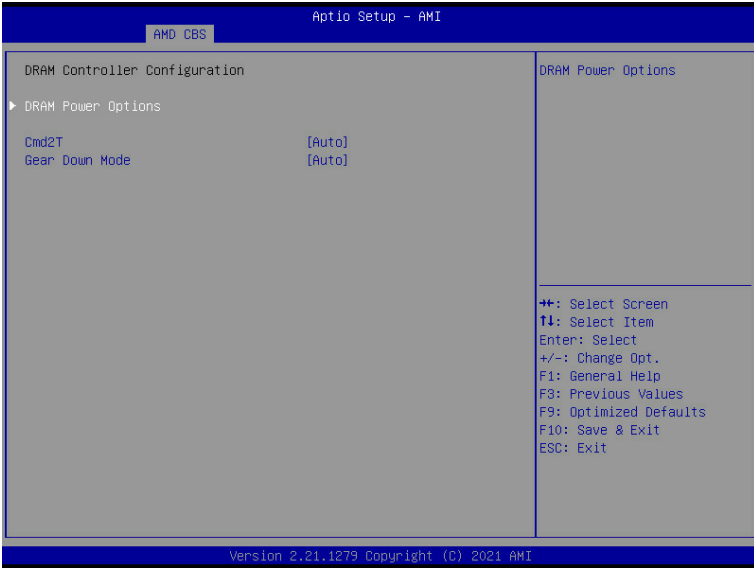 Aptio Setup – AMI
AMD CBS
DRAM Controller Configuration
DRAM Power Options
Cmd2T [Auto]
Gear Down Mode [Auto]
DRAM Power Options
→←: Select Screen
↑↓: Select Item
Enter: Select
+/-: Change Opt.
F1: General Help
F3: Previous Values
F9: Optimized Defaults
F10: Save & Exit
ESC: Exit
Version 2.21.1279 Copyright (C) 2021 AMI